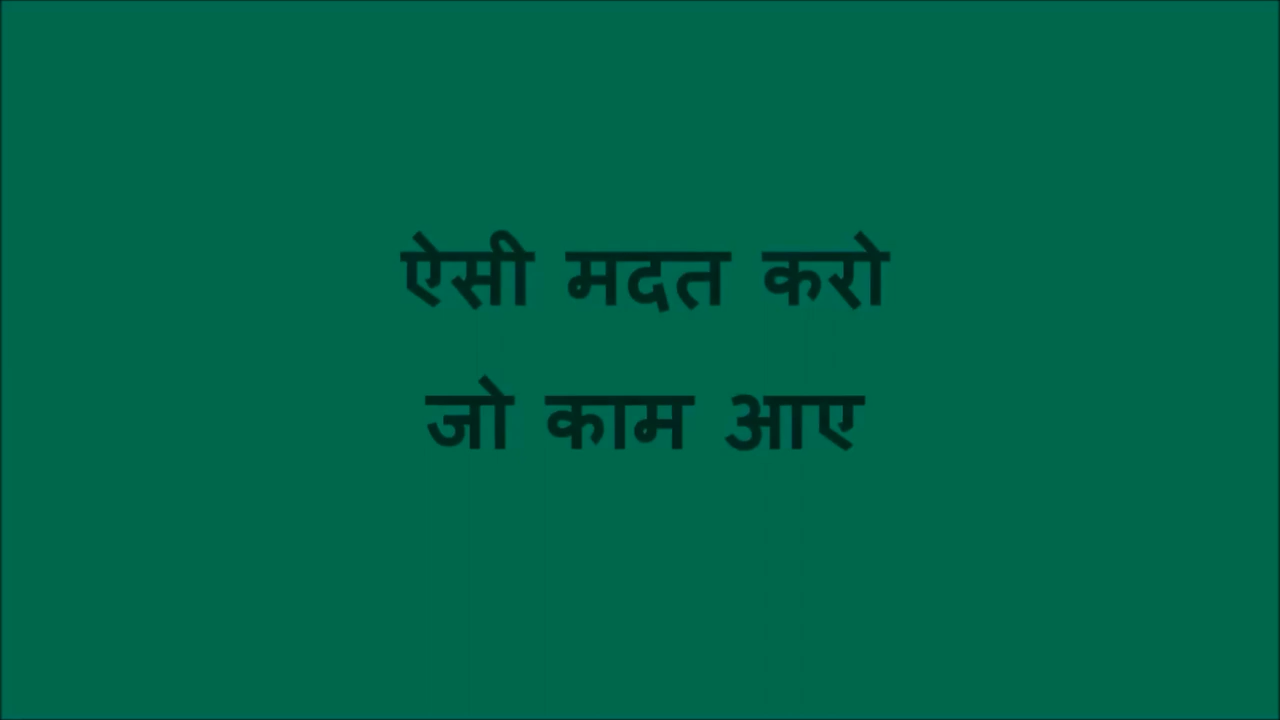 ऐसी मदत करो
जो काम आए